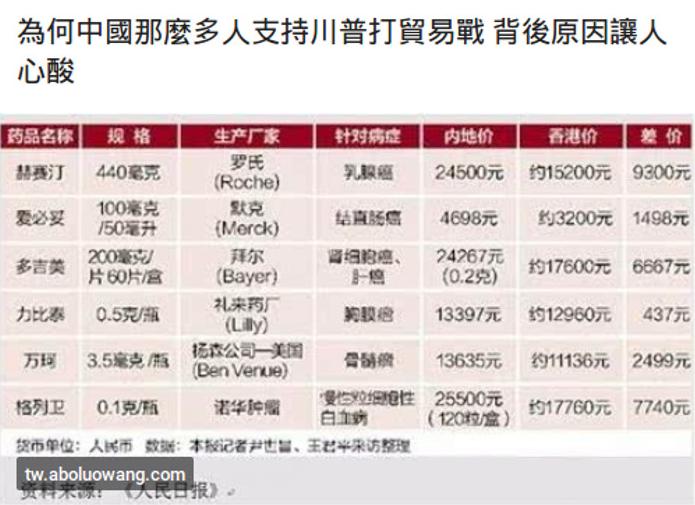 為何中國那麼多人支持川普打貿易戰 背後原因讓人
心酸
药品名称 规 格 生产厂家 针对病症 内地价 香港价 差 价
赫赛汀 440毫克 罗氏 (Roche) 乳腺癌 24500元 约15200元 9300元
爱必妥 100毫克 /50毫升 默克 (Merck) 结直肠癌 4698元 约3200元 1498元
多吉美 200毫克/ 片60片/盒 拜尔 (Bayer) 肾细胞癌、 肝癌 24267元 (0.2克) 约17600元 6667元
力比泰 0.5克/瓶 礼来药厂 (Lilly) 胸膜癌 13397元 约12960元 437元
万珂 3.5毫克/瓶 杨森公司—美国 (Ben Venue) 骨髓瘤 13635元 约11136元 2499元
格列卫 0.1克/瓶 诺华肿瘤 慢性粒细胞性 白血病 25500元 (120粒/盒) 约17760元 7740元
货币单位：人民币 数据：本报记者尹世昌、王君平采访整理
tw.aboluowang.com
资料来源：《人民日报》